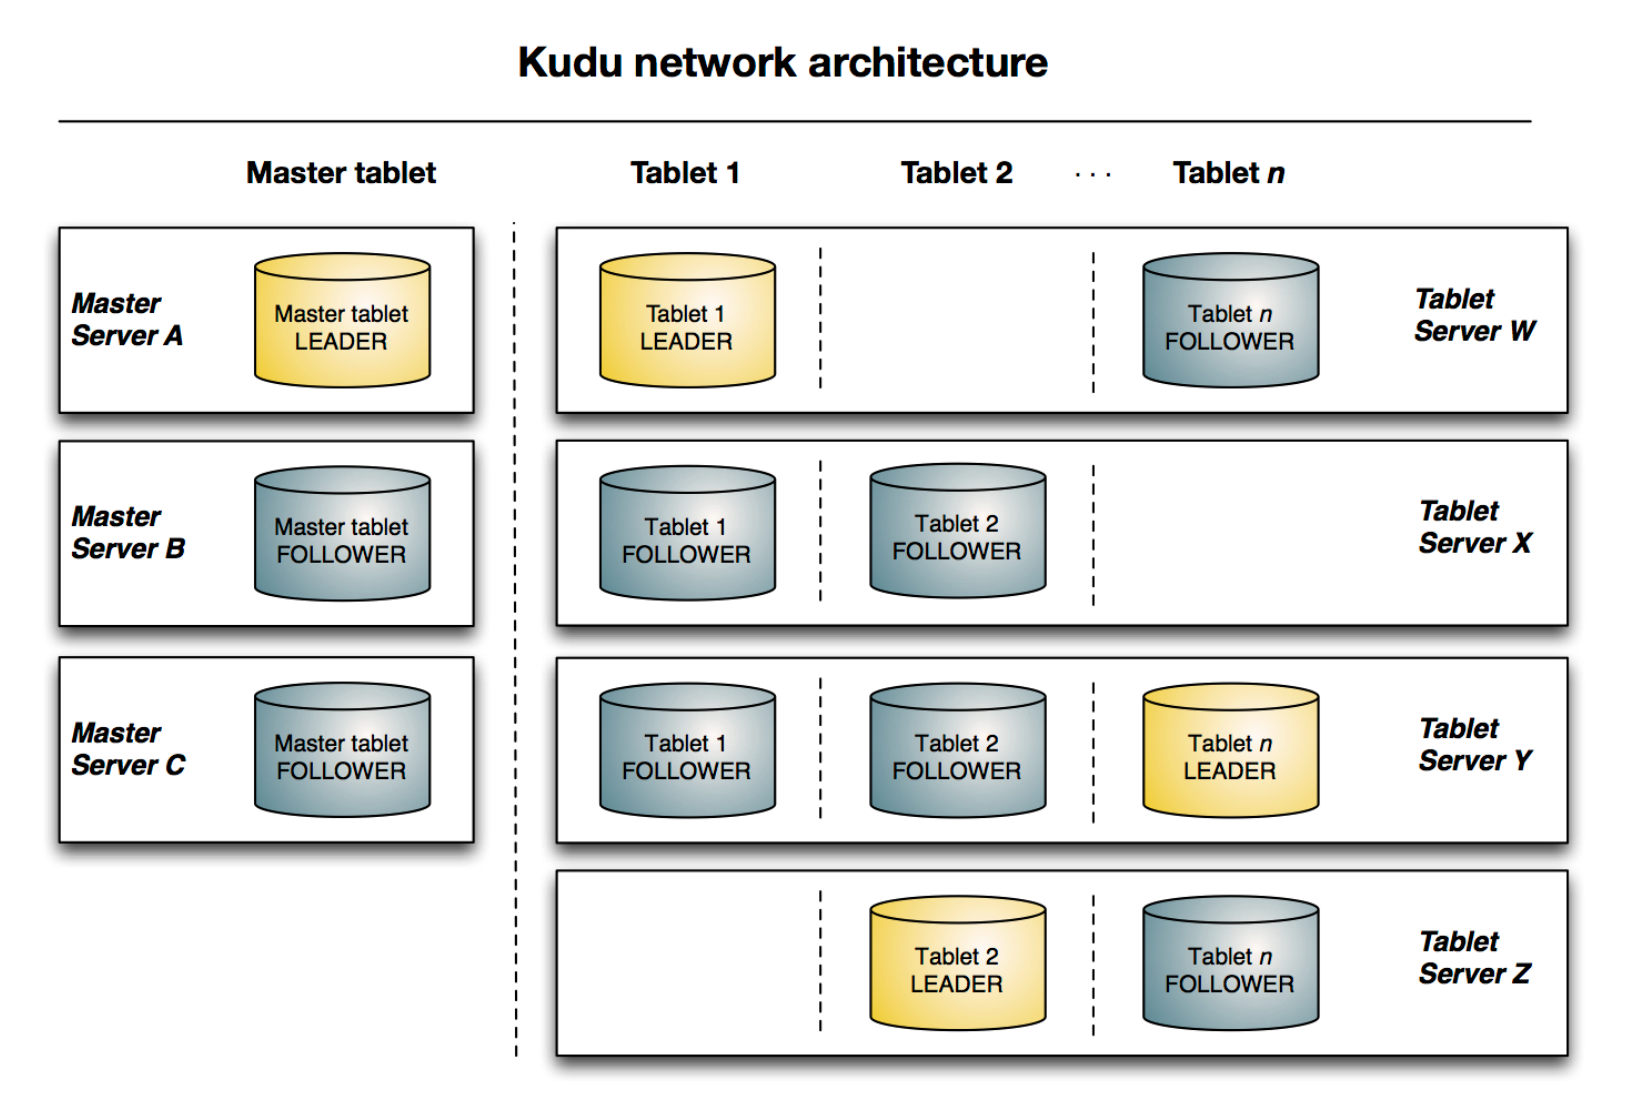 Kudu network architecture
Master tablet
Tablet 1
Tablet 2
. . .
Tablet n
Master
Server A
Master tablet
LEADER
Tablet 1
LEADER
Tablet n
FOLLOWER
Tablet
Server W
Master
Server B
Master tablet
FOLLOWER
Tablet 1
FOLLOWER
Tablet 2
FOLLOWER
Tablet
Server X
Master
Server C
Master tablet
FOLLOWER
Tablet 1
FOLLOWER
Tablet 2
FOLLOWER
Tablet n
LEADER
Tablet
Server Y
Tablet 2
LEADER
Tablet n
FOLLOWER
Tablet
Server Z